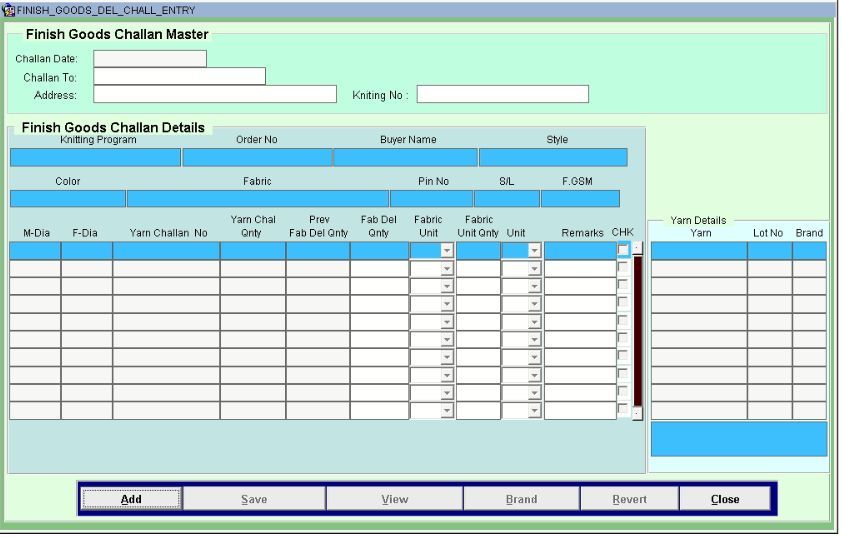 FINISH_GOODS_DEL_CHALL_ENTRY
Finish Goods Challan Master
Challan Date:
Challan To:
Address: Kniting No :
Finish Goods Challan Details
Knitting Program Order No Buyer Name Style
Color Fabric Pin No S/L F.GSM
Yarn Chal Prev Fab Del Fabric Fabric
M-Dia F-Dia Yarn Challan No Qnty Fab Del Qnty Qnty Unit Unit Qnty Unit Remarks CHK
Yarn Details
Yarn Lot No Brand
Add Save View Brand Revert Close